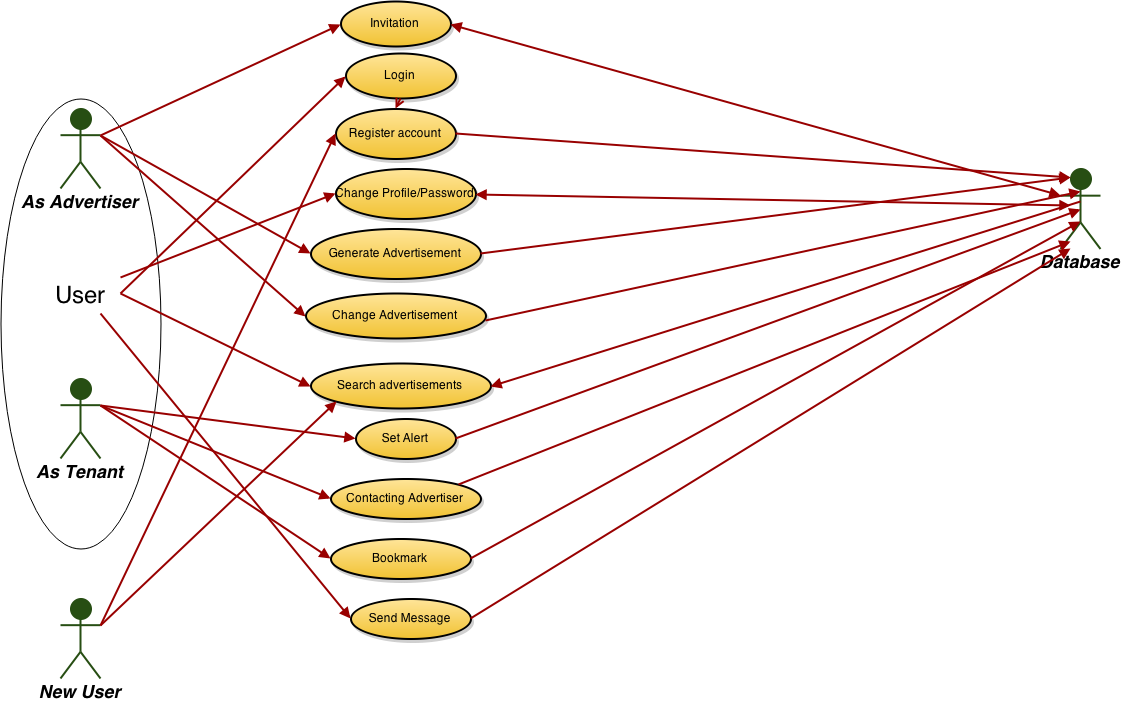 Invitation
Login
Register account
Change Profile/Password
Generate Advertisement
Change Advertisement
Search advertisements
Set Alert
Contacting Advertiser
Bookmark
Send Message
As Advertiser
User
As Tenant
New User
Database